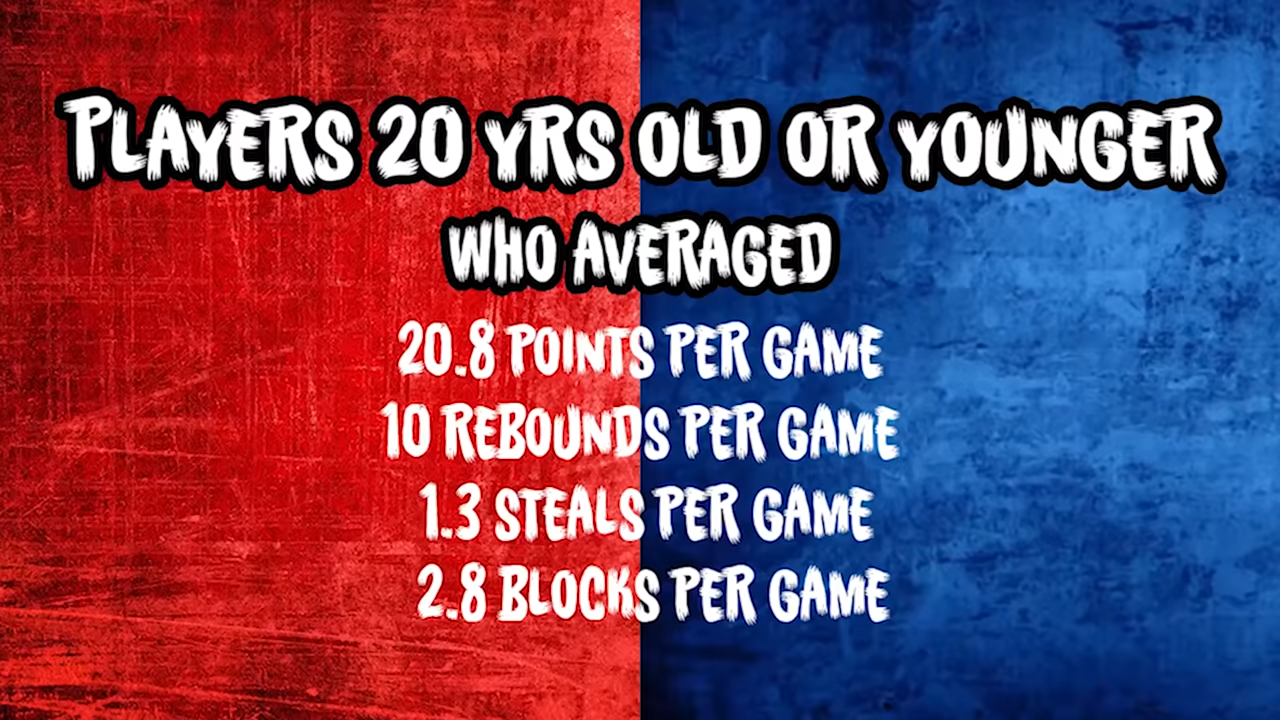 PLAYERS 20 YRS OLD OR YOUNGER
WHO AVERAGED
20.8 POINTS PER GAME
10 REBOUNDS PER GAME
1.3 STEALS PER GAME
2.8 BLOCKS PER GAME